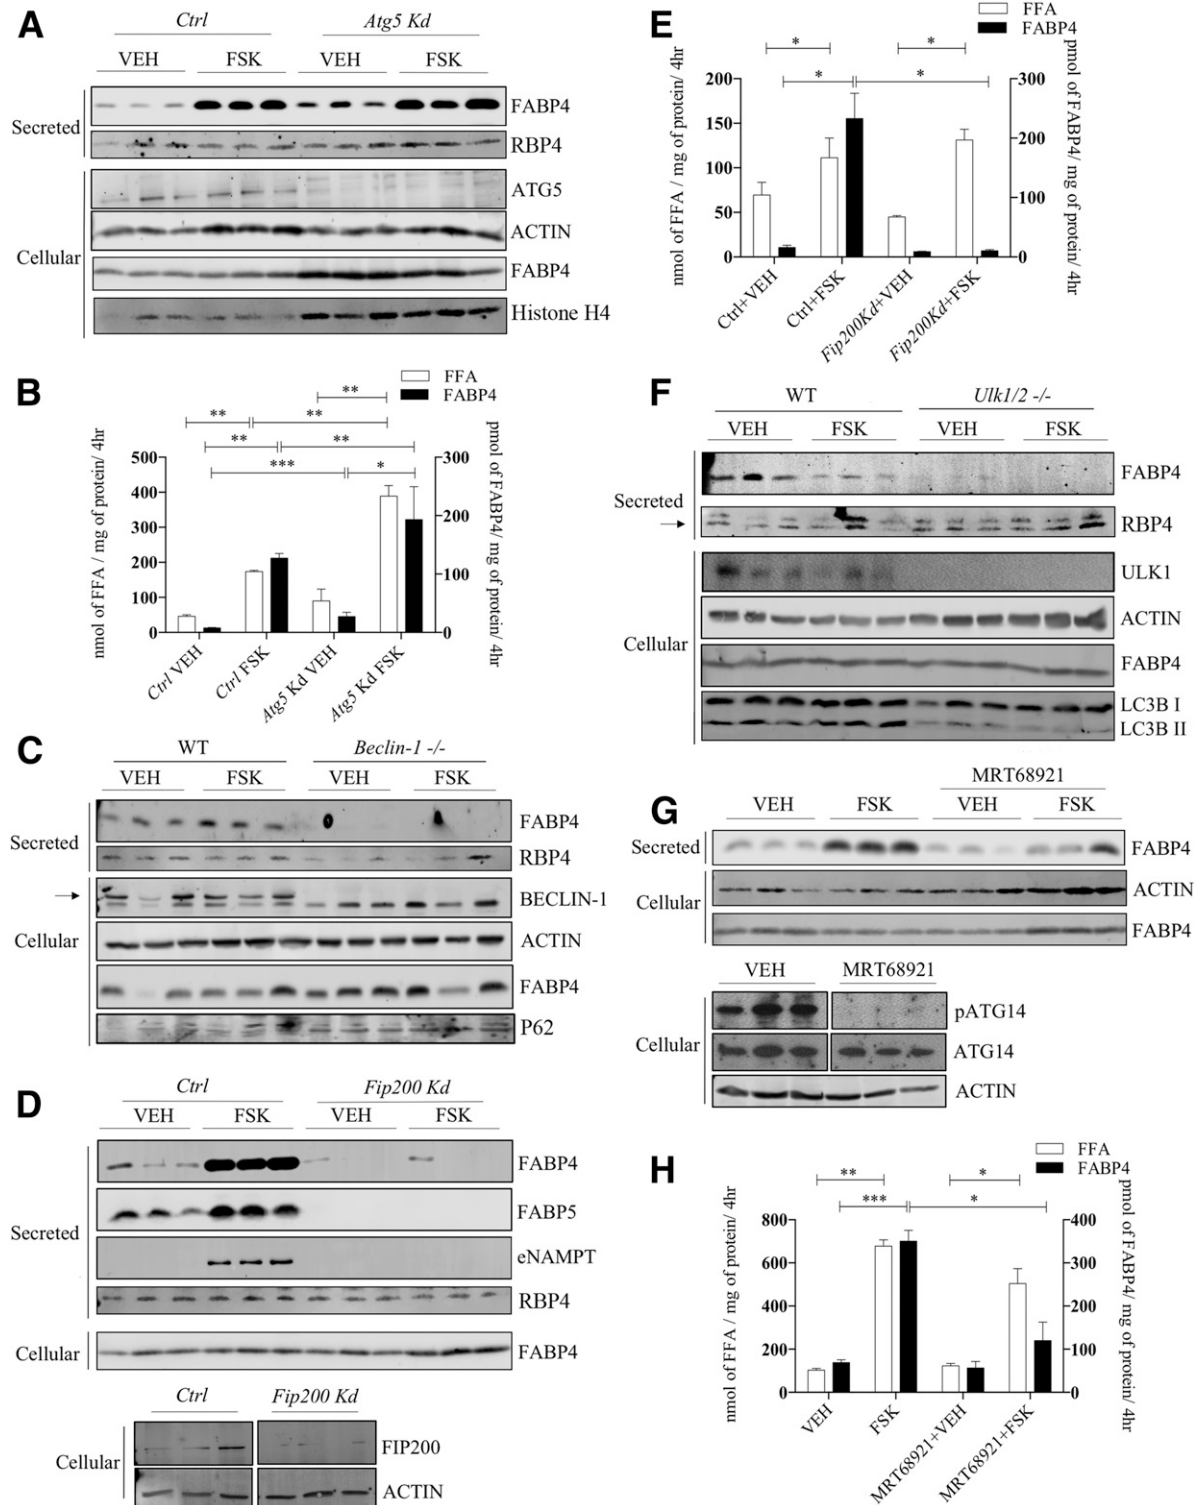 A
Ctrl
Atg5 Kd
VEH
FSK
VEH
FSK
Secreted
FABP4
RBP4
Cellular
ATG5
ACTIN
FABP4
Histone H4
B
FFA
FABP4
**
** **
** **
*** *
nmol of FFA / mg of protein/ 4hr
500
400
300
200
100
0
300
200
100
0
pmol of FABP4/ mg of protein/ 4hr
Ctrl VEH
Ctrl FSK
Atg5 Kd VEH
Atg5 Kd FSK
C
WT
Beclin-1 -/-
VEH
FSK
VEH
FSK
Secreted
FABP4
RBP4
Cellular
BECLIN-1
ACTIN
FABP4
P62
D
Ctrl
Fip200 Kd
VEH
FSK
VEH
FSK
Secreted
FABP4
FABP5
eNAMPT
RBP4
Cellular
FABP4
Ctrl
Fip200 Kd
Cellular
FIP200
ACTIN
E
FFA
FABP4
* *
* *
nmol of FFA / mg of protein/ 4hr
200
150
100
50
0
300
200
100
0
pmol of FABP4/ mg of protein/ 4hr
Ctrl+VEH
Ctrl+FSK
Fip200Kd+VEH
Fip200Kd+FSK
F
WT
Ulk1/2 -/-
VEH
FSK
VEH
FSK
Secreted
FABP4
RBP4
Cellular
ULK1
ACTIN
FABP4
LC3B I
LC3B II
G
MRT68921
VEH
FSK
VEH
FSK
Secreted
FABP4
Cellular
ACTIN
FABP4
VEH
MRT68921
Cellular
pATG14
ATG14
ACTIN
H
FFA
FABP4
** *
*** *
nmol of FFA / mg of protein/ 4hr
800
600
400
200
0
400
300
200
100
0
pmol of FABP4/ mg of protein/ 4hr
VEH
FSK
MRT68921+VEH
MRT68921+FSK